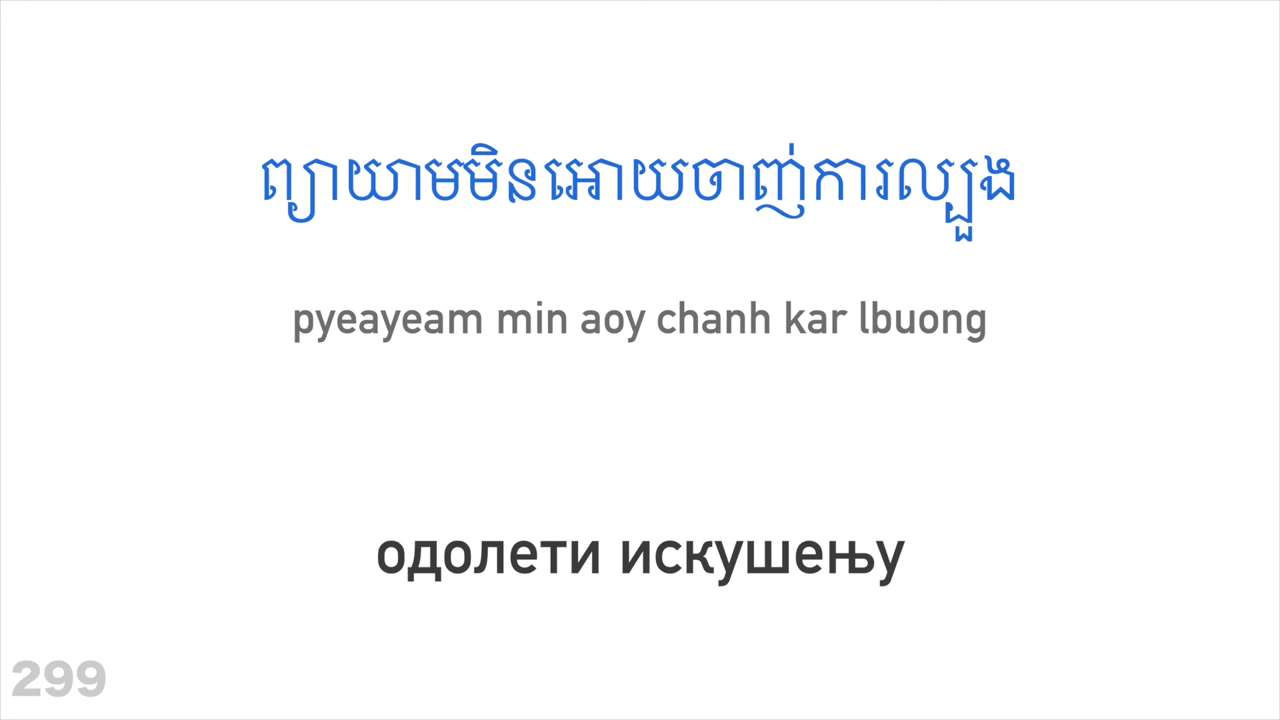 ព្យាយាមមិនអោយចាញ់ការល្បួង
pyeayeam min aoy chanh kar lbuong
одолети искушењу
299